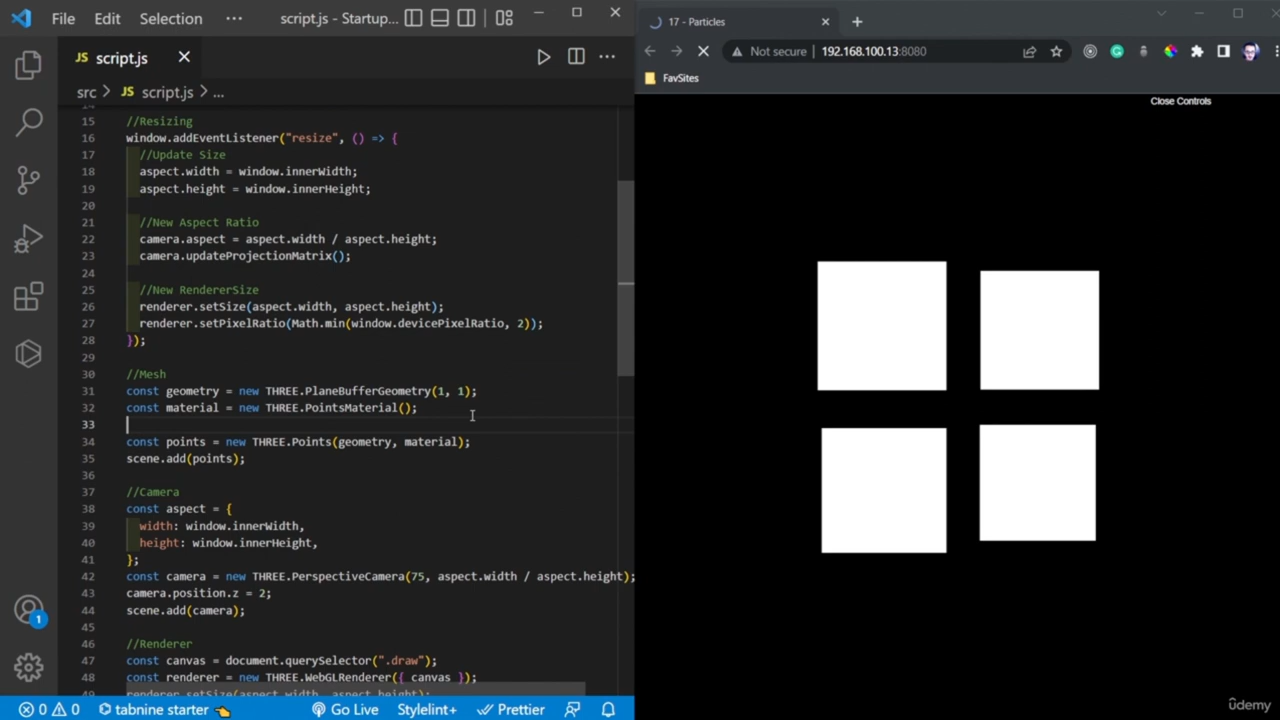 File Edit Selection ··· script.js - Startup...
JS script.js
src > JS script.js > ...
14
15 //Resizing
16 window.addEventListener("resize", () => {
17 //Update Size
18 aspect.width = window.innerWidth;
19 aspect.height = window.innerHeight;
20
21 //New Aspect Ratio
22 camera.aspect = aspect.width / aspect.height;
23 camera.updateProjectionMatrix();
24
25 //New RendererSize
26 renderer.setSize(aspect.width, aspect.height);
27 renderer.setPixelRatio(Math.min(window.devicePixelRatio, 2));
28 });
29
30 //Mesh
31 const geometry = new THREE.PlaneBufferGeometry(1, 1);
32 const material = new THREE.PointsMaterial();
33
34 const points = new THREE.Points(geometry, material);
35 scene.add(points);
36
37 //Camera
38 const aspect = {
39 width: window.innerWidth,
40 height: window.innerHeight,
41 };
42 const camera = new THREE.PerspectiveCamera(75, aspect.width / aspect.height);
43 camera.position.z = 2;
44 scene.add(camera);
45
46 //Renderer
47 const canvas = document.querySelector(".draw");
48 const renderer = new THREE.WebGLRenderer({ canvas });
49 renderer.setSize(aspect.width, aspect.height);
1
0 0 tabnine starter Go Live Stylelint+ Prettier
17 - Particles
Not secure 192.168.100.13:8080
FavSites
Close Controls
ûdemy